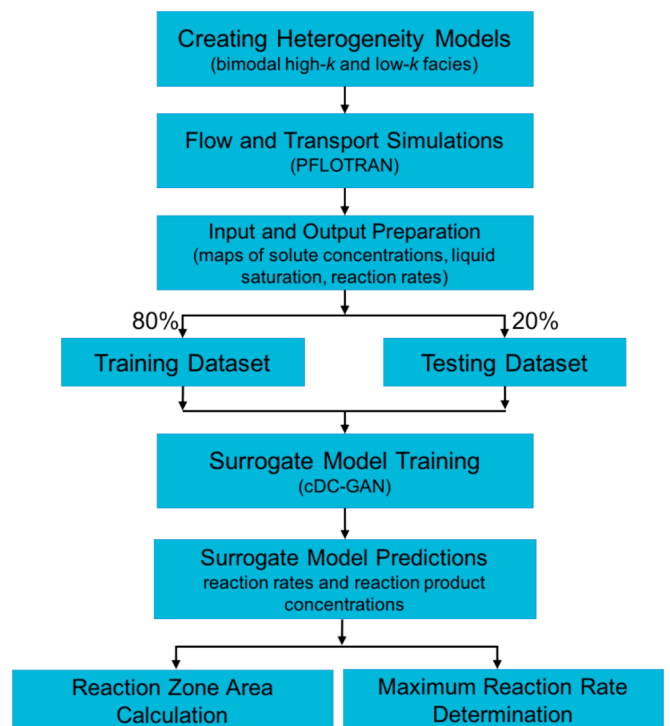 Creating Heterogeneity Models
(bimodal high-k and low-k facies)
Flow and Transport Simulations
(PFLOTRAN)
Input and Output Preparation
(maps of solute concentrations, liquid
saturation, reaction rates)
80%
20%
Training Dataset
Testing Dataset
Surrogate Model Training
(cDC-GAN)
Surrogate Model Predictions
reaction rates and reaction product
concentrations
Reaction Zone Area
Calculation
Maximum Reaction Rate
Determination